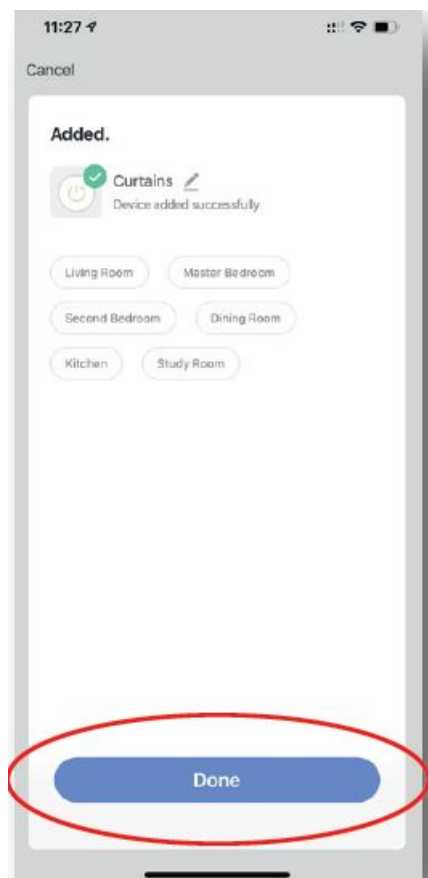 11:27
Cancel
Added.
Curtains
Device added successfully
Living Room
Master Bedroom
Second Bedroom
Dining Room
Kitchen
Study Room
Done